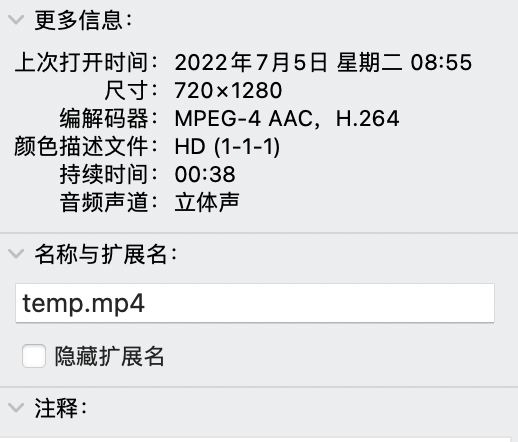 更多信息：
上次打开时间：2022年7月5日 星期二 08:55
尺寸：720×1280
编解码器：MPEG-4 AAC，H.264
颜色描述文件：HD (1-1-1)
持续时间：00:38
音频声道：立体声
名称与扩展名：
temp.mp4
隐藏扩展名
注释：